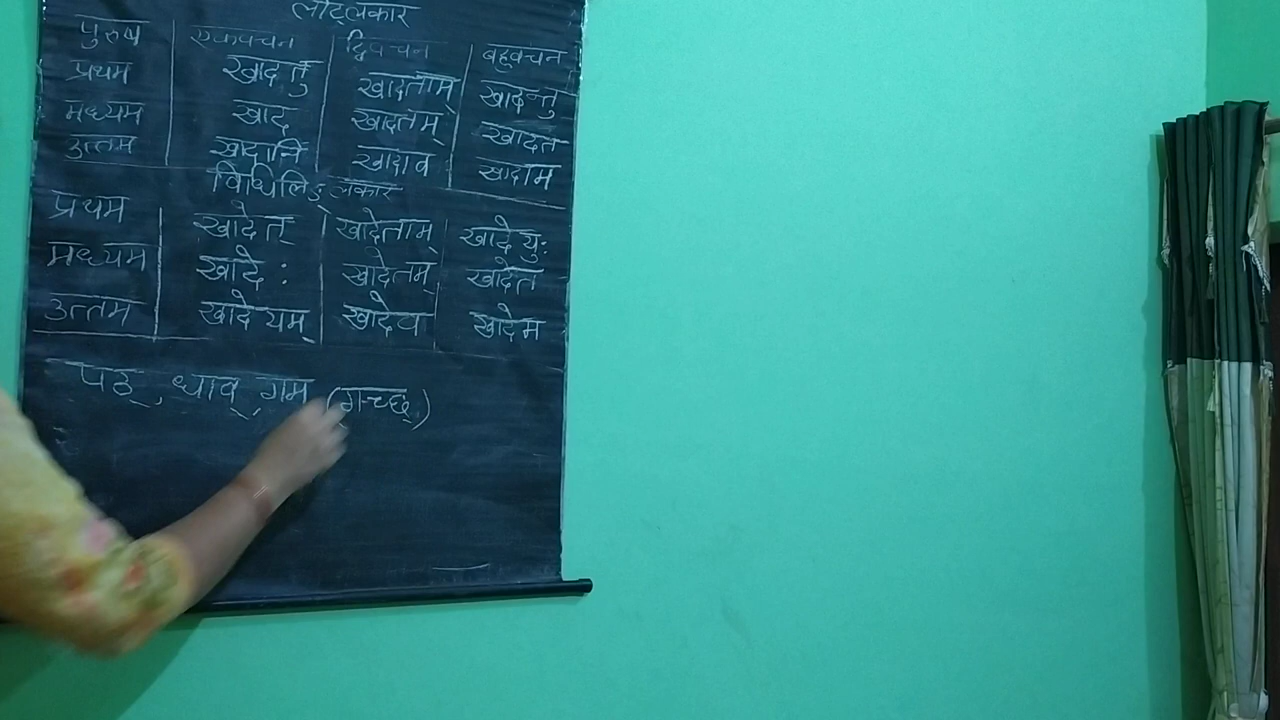 लोट्लकार
पुरुष एकवचन द्विवचन बहुवचन
प्रथम खादतु खादताम् खादन्तु
मध्यम खाद खादतम् खादत
उत्तम खादानि खादाव खादाम
विधिलिङ्लकार
प्रथम खादेत् खादेताम् खादेयुः
मध्यम खादेः खादेतम् खादेत
उत्तम खादेयम् खादेव खादेम
पठ्, धाव्, गम (गच्छ्)